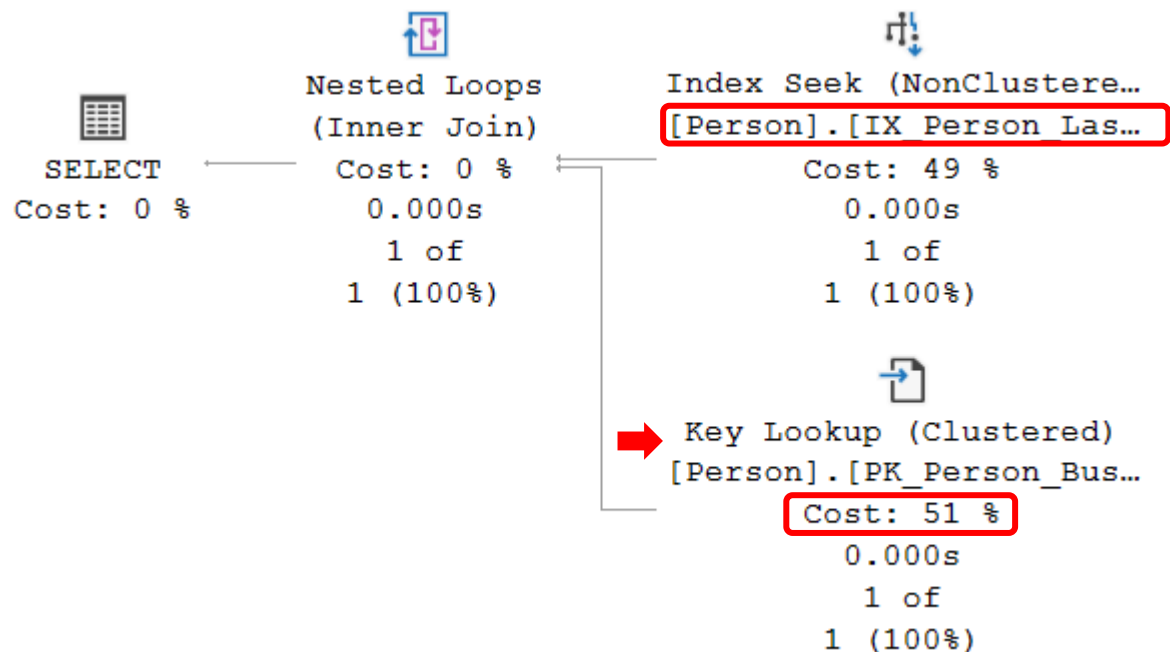 SELECT
Cost: 0 %
Nested Loops
(Inner Join)
Cost: 0 %
0.000s
1 of
1 (100%)
Index Seek (NonClustere…
[Person].[IX_Person_Las…
Cost: 49 %
0.000s
1 of
1 (100%)
Key Lookup (Clustered)
[Person].[PK_Person_Bus…
Cost: 51 %
0.000s
1 of
1 (100%)